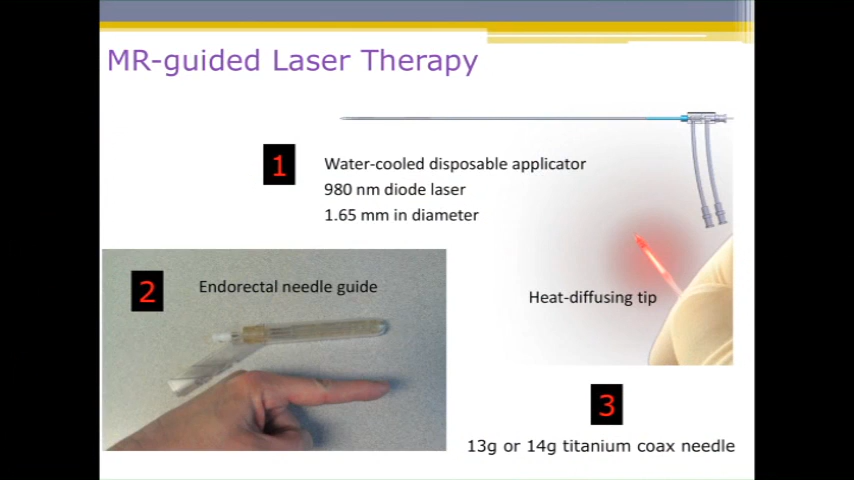 MR-guided Laser Therapy
1
Water-cooled disposable applicator
980 nm diode laser
1.65 mm in diameter
2
Endorectal needle guide
Heat-diffusing tip
3
13g or 14g titanium coax needle